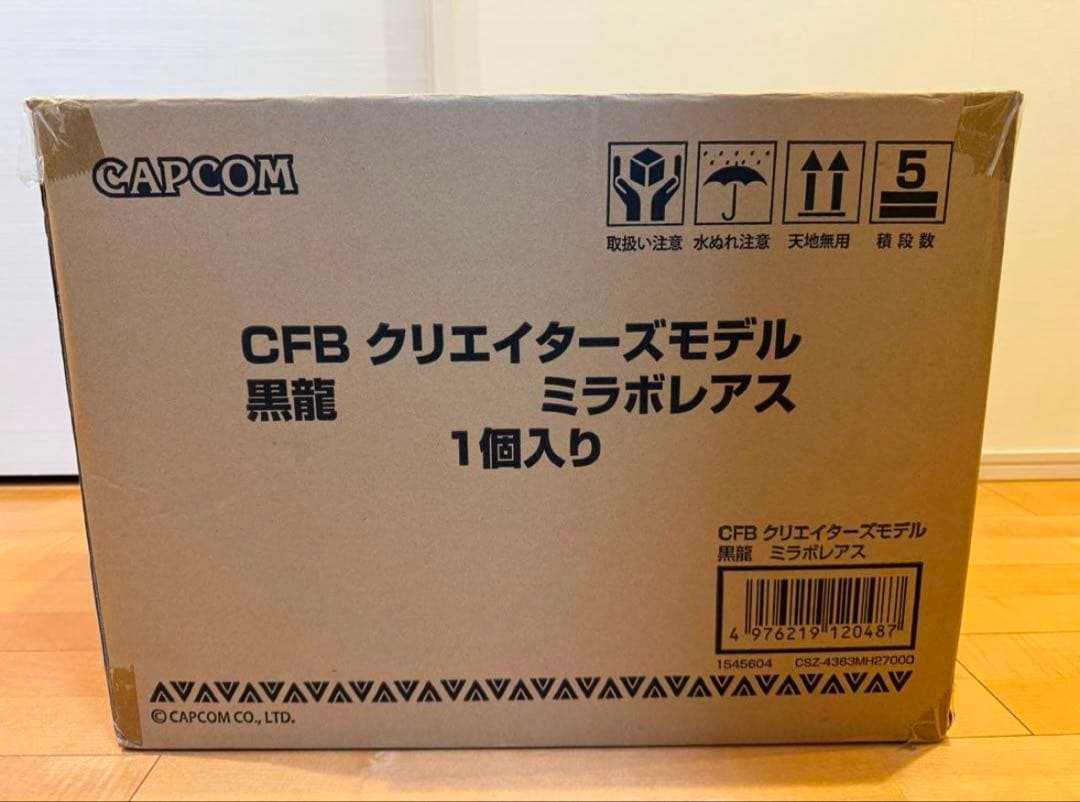 CAPCOM
5
取扱い注意 水ぬれ注意 天地無用 積段数
CFB クリエイターズモデル
黒龍 ミラボレアス
1個入り
CFB クリエイターズモデル
黒龍 ミラボレアス
4 976219 120487
1545604 CSZ-4363MH27000
© CAPCOM CO., LTD.